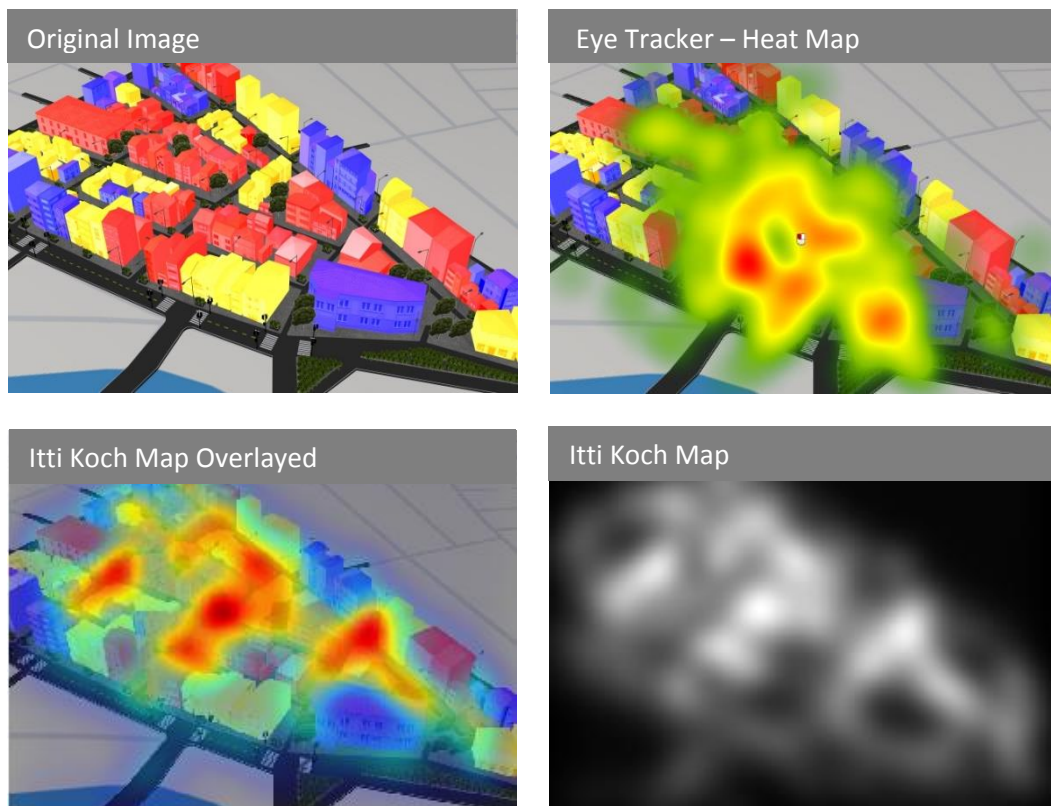 Original Image
Eye Tracker – Heat Map
Itti Koch Map Overlayed
Itti Koch Map